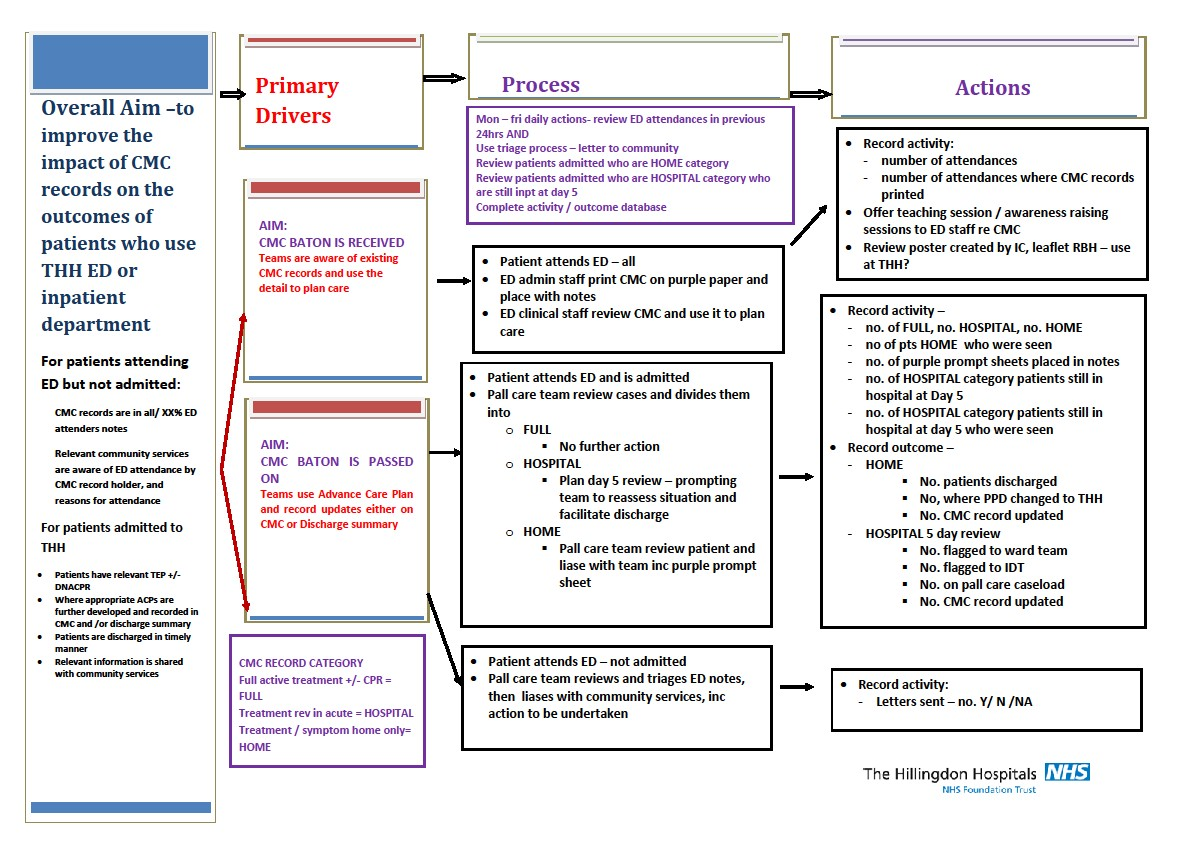 Overall Aim –to
improve the
impact of CMC
records on the
outcomes of
patients who use
THH ED or
inpatient
department
For patients attending
ED but not admitted:
CMC records are in all/ XX% ED
attenders notes
Relevant community services
are aware of ED attendance by
CMC record holder, and
reasons for attendance
For patients admitted to
THH
• Patients have relevant TEP +/-
DNACPR
• Where appropriate ACPs are
further developed and recorded in
CMC and /or discharge summary
• Patients are discharged in timely
manner
• Relevant information is shared
with community services
Primary
Drivers
AIM:
CMC BATON IS RECEIVED
Teams are aware of existing
CMC records and use the
detail to plan care
AIM:
CMC BATON IS PASSED
ON
Teams use Advance Care Plan
and record updates either on
CMC or Discharge summary
CMC RECORD CATEGORY
Full active treatment +/- CPR =
FULL
Treatment rev in acute = HOSPITAL
Treatment / symptom home only=
HOME
Process
Mon – fri daily actions- review ED attendances in previous
24hrs AND
Use triage process – letter to community
Review patients admitted who are HOME category
Review patients admitted who are HOSPITAL category who
are still inpt at day 5
Complete activity / outcome database
• Patient attends ED – all
• ED admin staff print CMC on purple paper and
place with notes
• ED clinical staff review CMC and use it to plan
care
• Patient attends ED and is admitted
• Pall care team review cases and divides them
into
o FULL
▪ No further action
o HOSPITAL
▪ Plan day 5 review – prompting
team to reassess situation and
facilitate discharge
o HOME
▪ Pall care team review patient and
liase with team inc purple prompt
sheet
• Patient attends ED – not admitted
• Pall care team reviews and triages ED notes,
then liases with community services, inc
action to be undertaken
Actions
• Record activity:
- number of attendances
- number of attendances where CMC records
printed
• Offer teaching session / awareness raising
sessions to ED staff re CMC
• Review poster created by IC, leaflet RBH – use
at THH?
• Record activity –
- no. of FULL, no. HOSPITAL, no. HOME
- no of pts HOME who were seen
- no. of purple prompt sheets placed in notes
- no. of HOSPITAL category patients still in
hospital at Day 5
- no. of HOSPITAL category patients still in
hospital at day 5 who were seen
• Record outcome –
- HOME
▪ No. patients discharged
▪ No, where PPD changed to THH
▪ No. CMC record updated
- HOSPITAL 5 day review
▪ No. flagged to ward team
▪ No. flagged to IDT
▪ No. on pall care caseload
▪ No. CMC record updated
• Record activity:
- Letters sent – no. Y/ N /NA
The Hillingdon Hospitals NHS
NHS Foundation Trust